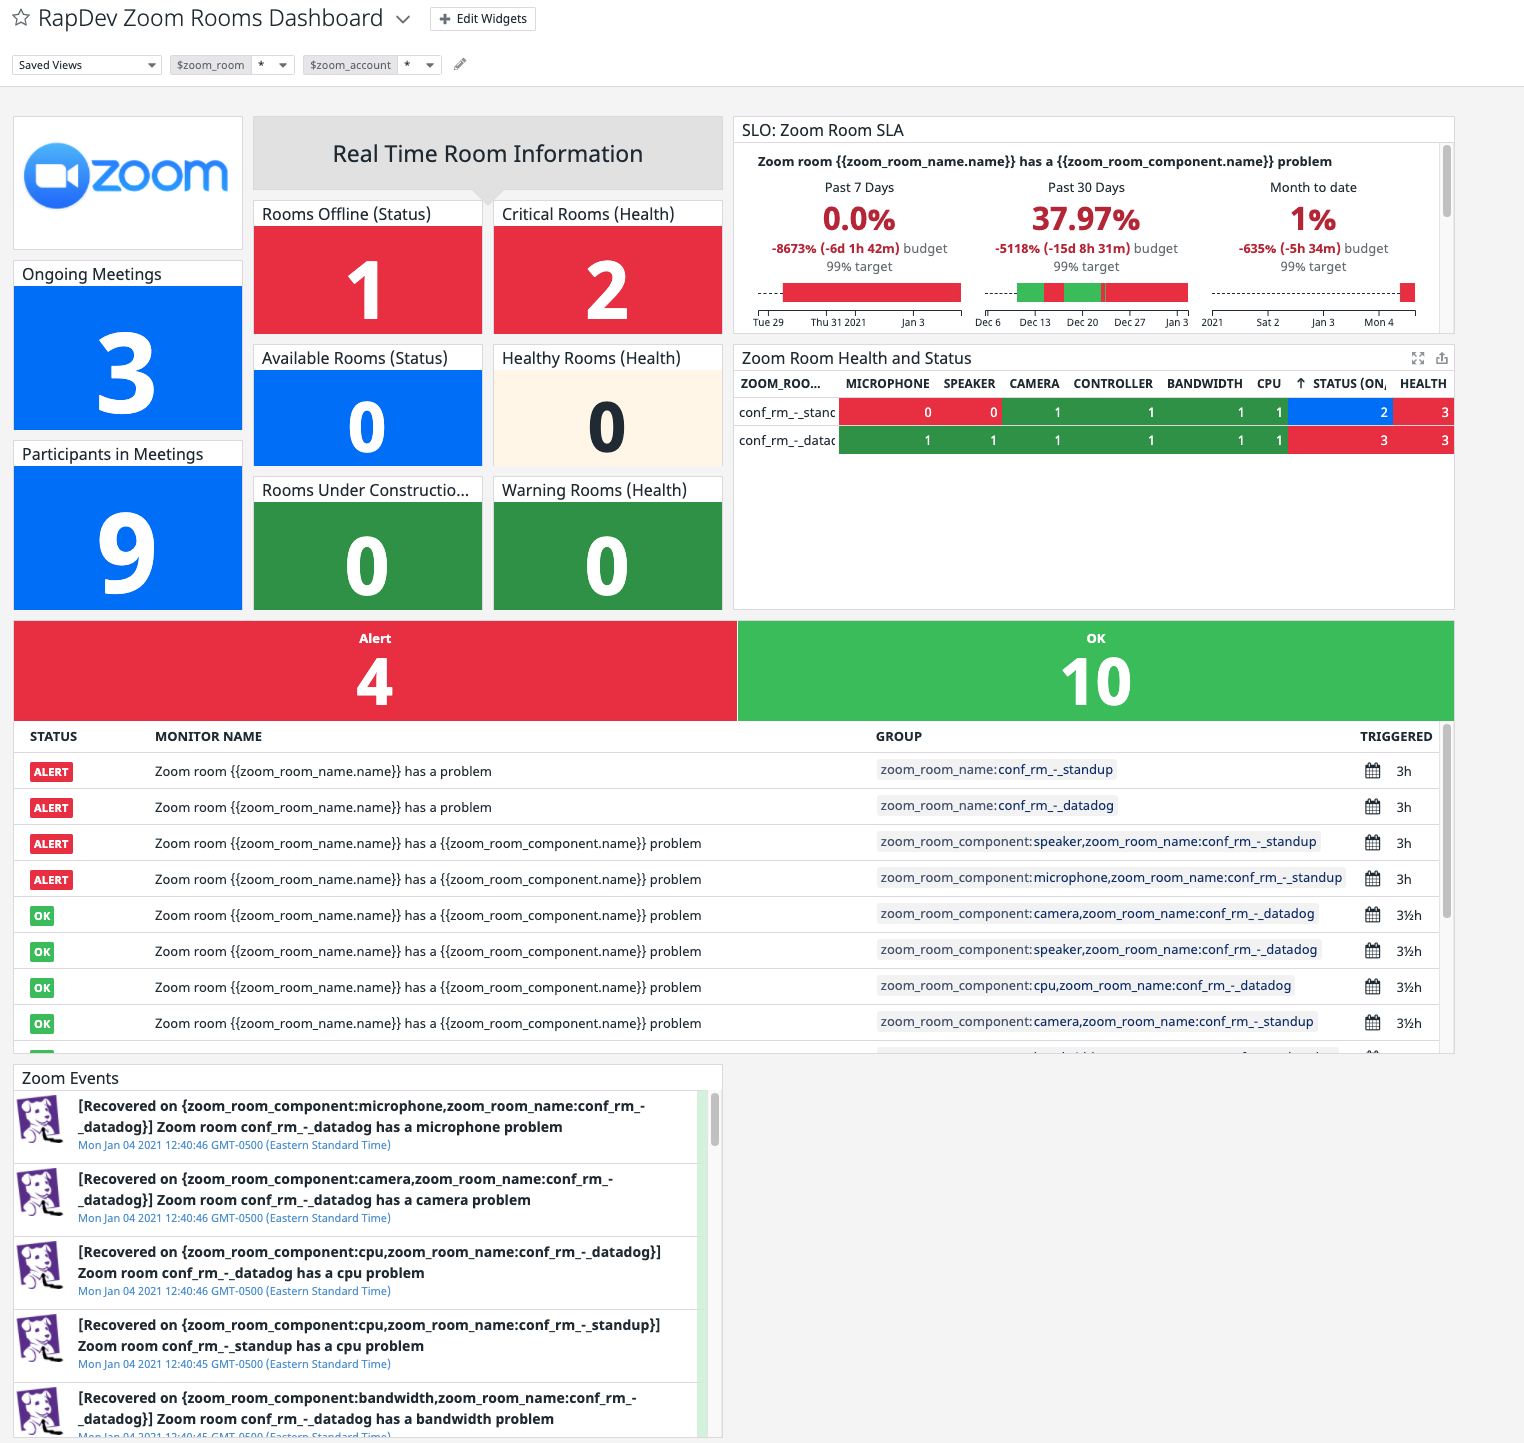 RapDev Zoom Rooms Dashboard
Edit Widgets
Saved Views
$zoom_room *
$zoom_account *
zoom
Real Time Room Information
Ongoing Meetings
3
Participants in Meetings
9
Rooms Offline (Status)
1
Critical Rooms (Health)
2
Available Rooms (Status)
0
Healthy Rooms (Health)
0
Rooms Under Constructio...
0
Warning Rooms (Health)
0
SLO: Zoom Room SLA
Zoom room {{zoom_room_name.name}} has a {{zoom_room_component.name}} problem
Past 7 Days
0.0%
-8673% (-6d 1h 42m) budget
99% target
Tue 29 Thu 31 2021 Jan 3
Past 30 Days
37.97%
-5118% (-15d 8h 31m) budget
99% target
Dec 6 Dec 13 Dec 20 Dec 27 Jan 3
Month to date
1%
-635% (-5h 34m) budget
99% target
2021 Sat 2 Jan 3 Mon 4
Zoom Room Health and Status
ZOOM_ROO... MICROPHONE SPEAKER CAMERA CONTROLLER BANDWIDTH CPU ↑ STATUS (ON, HEALTH
conf_rm_-_stanc 0 0 1 1 1 1 2 3
conf_rm_-_datac 1 1 1 1 1 1 3 3
Alert
4
OK
10
STATUS MONITOR NAME GROUP TRIGGERED
ALERT Zoom room {{zoom_room_name.name}} has a problem zoom_room_name:conf_rm_-_standup 3h
ALERT Zoom room {{zoom_room_name.name}} has a problem zoom_room_name:conf_rm_-_datadog 3h
ALERT Zoom room {{zoom_room_name.name}} has a {{zoom_room_component.name}} problem zoom_room_component:speaker,zoom_room_name:conf_rm_-_standup 3h
ALERT Zoom room {{zoom_room_name.name}} has a {{zoom_room_component.name}} problem zoom_room_component:microphone,zoom_room_name:conf_rm_-_standup 3h
OK Zoom room {{zoom_room_name.name}} has a {{zoom_room_component.name}} problem zoom_room_component:camera,zoom_room_name:conf_rm_-_datadog 3½h
OK Zoom room {{zoom_room_name.name}} has a {{zoom_room_component.name}} problem zoom_room_component:speaker,zoom_room_name:conf_rm_-_datadog 3½h
OK Zoom room {{zoom_room_name.name}} has a {{zoom_room_component.name}} problem zoom_room_component:cpu,zoom_room_name:conf_rm_-_datadog 3½h
OK Zoom room {{zoom_room_name.name}} has a {{zoom_room_component.name}} problem zoom_room_component:camera,zoom_room_name:conf_rm_-_standup 3½h
Zoom Events
[Recovered on {zoom_room_component:microphone,zoom_room_name:conf_rm_-
_datadog}] Zoom room conf_rm_-_datadog has a microphone problem
Mon Jan 04 2021 12:40:46 GMT-0500 (Eastern Standard Time)
[Recovered on {zoom_room_component:camera,zoom_room_name:conf_rm_-
_datadog}] Zoom room conf_rm_-_datadog has a camera problem
Mon Jan 04 2021 12:40:46 GMT-0500 (Eastern Standard Time)
[Recovered on {zoom_room_component:cpu,zoom_room_name:conf_rm_-_datadog}]
Zoom room conf_rm_-_datadog has a cpu problem
Mon Jan 04 2021 12:40:46 GMT-0500 (Eastern Standard Time)
[Recovered on {zoom_room_component:cpu,zoom_room_name:conf_rm_-_standup}]
Zoom room conf_rm_-_standup has a cpu problem
Mon Jan 04 2021 12:40:45 GMT-0500 (Eastern Standard Time)
[Recovered on {zoom_room_component:bandwidth,zoom_room_name:conf_rm_-
_datadog}] Zoom room conf_rm_-_datadog has a bandwidth problem
Mon Jan 04 2021 12:40:45 GMT-0500 (Eastern Standard Time)